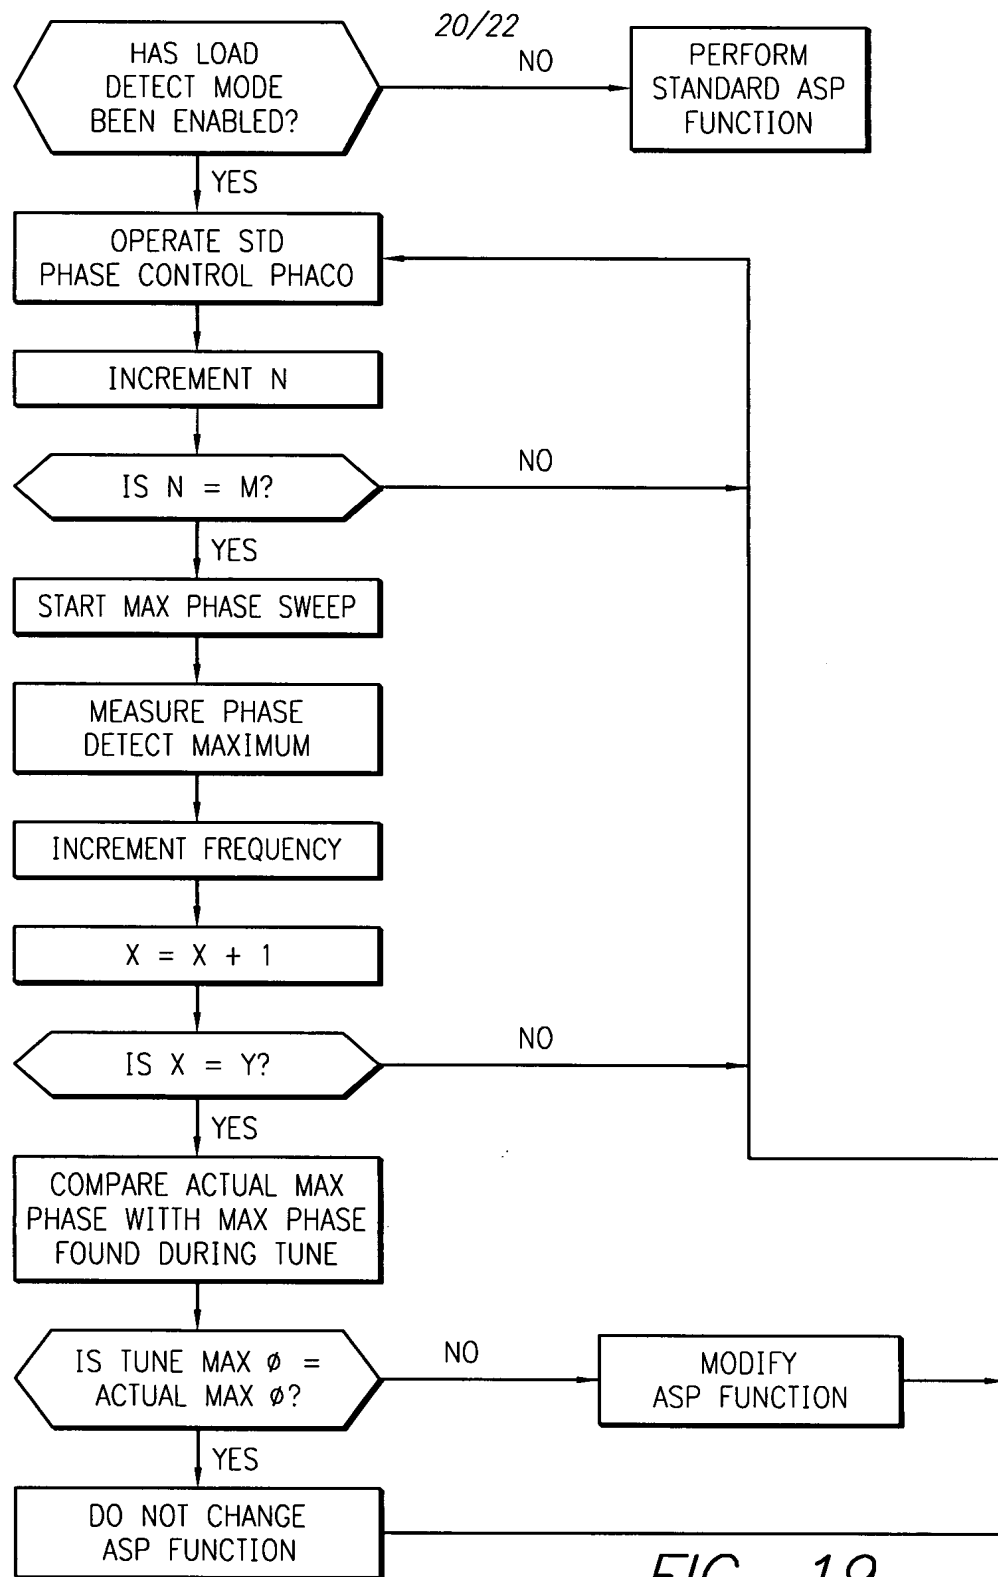 20/22
HAS LOAD
DETECT MODE
BEEN ENABLED?
NO
PERFORM
STANDARD ASP
FUNCTION
YES
OPERATE STD
PHASE CONTROL PHACO
INCREMENT N
IS N = M?
NO
YES
START MAX PHASE SWEEP
MEASURE PHASE
DETECT MAXIMUM
INCREMENT FREQUENCY
X = X + 1
IS X = Y?
NO
YES
COMPARE ACTUAL MAX
PHASE WITTH MAX PHASE
FOUND DURING TUNE
IS TUNE MAX ø =
ACTUAL MAX ø?
NO
MODIFY
ASP FUNCTION
YES
DO NOT CHANGE
ASP FUNCTION
FIG. 19